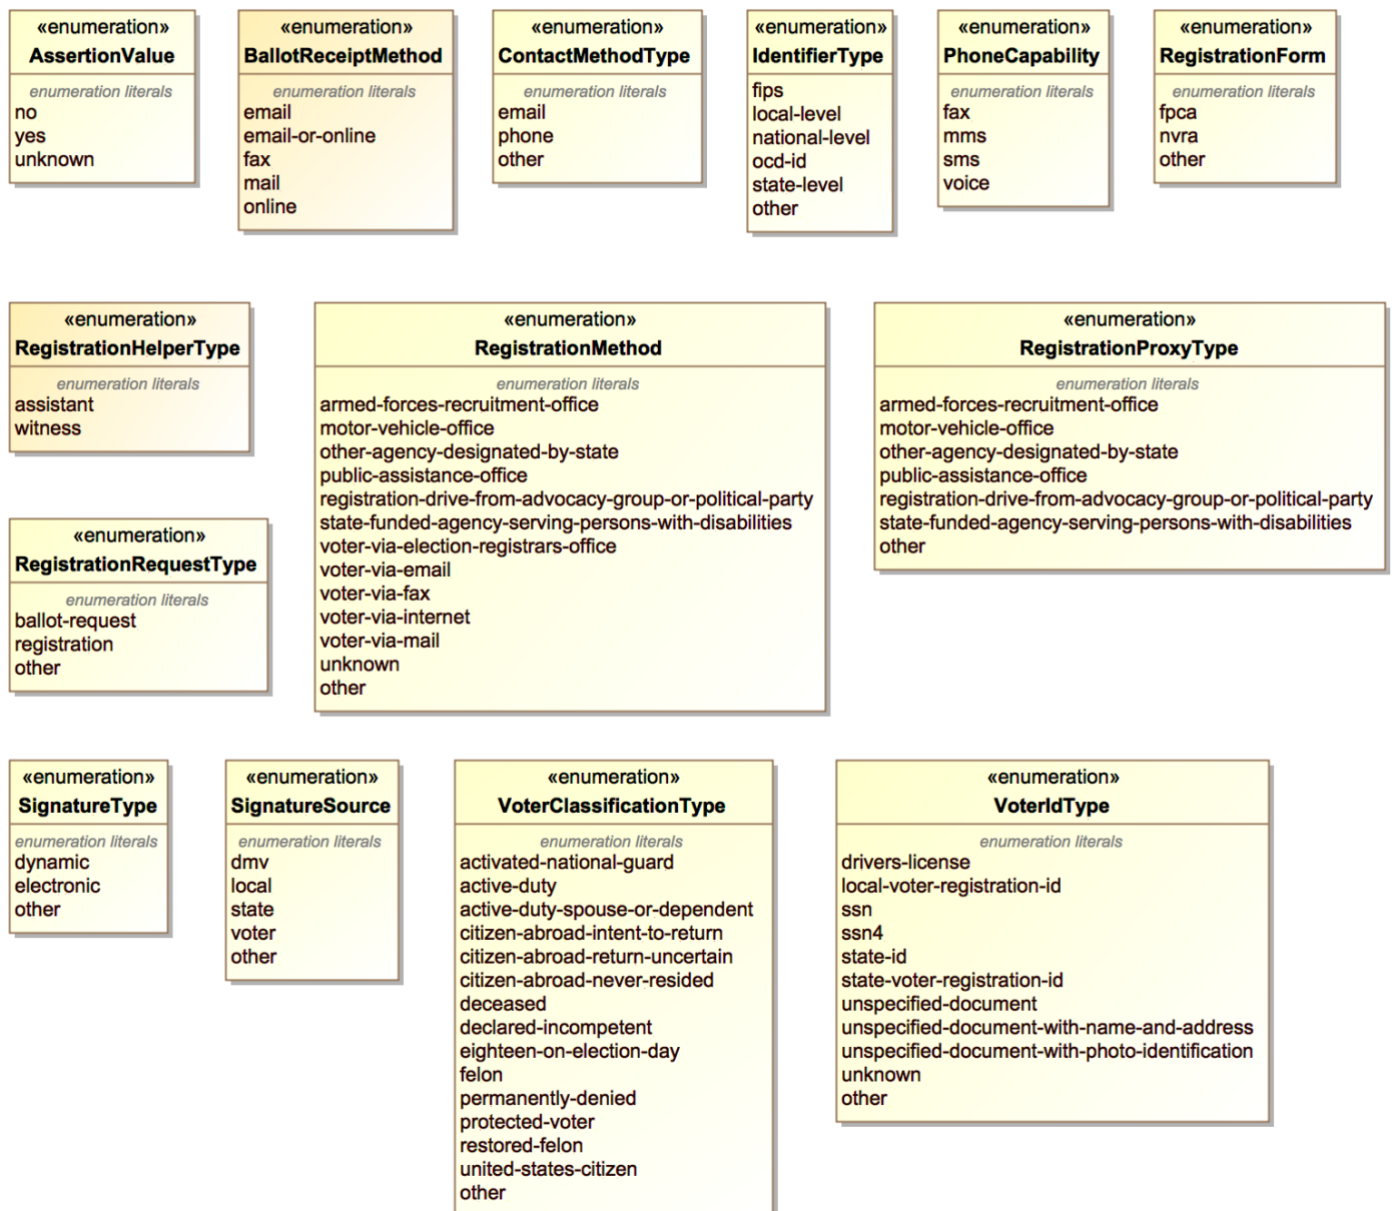 «enumeration»
AssertionValue
enumeration literals
no
yes
unknown
«enumeration»
BallotReceiptMethod
enumeration literals
email
email-or-online
fax
mail
online
«enumeration»
ContactMethodType
enumeration literals
email
phone
other
«enumeration»
IdentifierType
fips
local-level
national-level
ocd-id
state-level
other
«enumeration»
PhoneCapability
enumeration literals
fax
mms
sms
voice
«enumeration»
RegistrationForm
enumeration literals
fpca
nvra
other
«enumeration»
RegistrationHelperType
enumeration literals
assistant
witness
«enumeration»
RegistrationRequestType
enumeration literals
ballot-request
registration
other
«enumeration»
RegistrationMethod
enumeration literals
armed-forces-recruitment-office
motor-vehicle-office
other-agency-designated-by-state
public-assistance-office
registration-drive-from-advocacy-group-or-political-party
state-funded-agency-serving-persons-with-disabilities
voter-via-election-registrars-office
voter-via-email
voter-via-fax
voter-via-internet
voter-via-mail
unknown
other
«enumeration»
RegistrationProxyType
enumeration literals
armed-forces-recruitment-office
motor-vehicle-office
other-agency-designated-by-state
public-assistance-office
registration-drive-from-advocacy-group-or-political-party
state-funded-agency-serving-persons-with-disabilities
other
«enumeration»
SignatureType
enumeration literals
dynamic
electronic
other
«enumeration»
SignatureSource
enumeration literals
dmv
local
state
voter
other
«enumeration»
VoterClassificationType
enumeration literals
activated-national-guard
active-duty
active-duty-spouse-or-dependent
citizen-abroad-intent-to-return
citizen-abroad-return-uncertain
citizen-abroad-never-resided
deceased
declared-incompetent
eighteen-on-election-day
felon
permanently-denied
protected-voter
restored-felon
united-states-citizen
other
«enumeration»
VoterIdType
enumeration literals
drivers-license
local-voter-registration-id
ssn
ssn4
state-id
state-voter-registration-id
unspecified-document
unspecified-document-with-name-and-address
unspecified-document-with-photo-identification
unknown
other